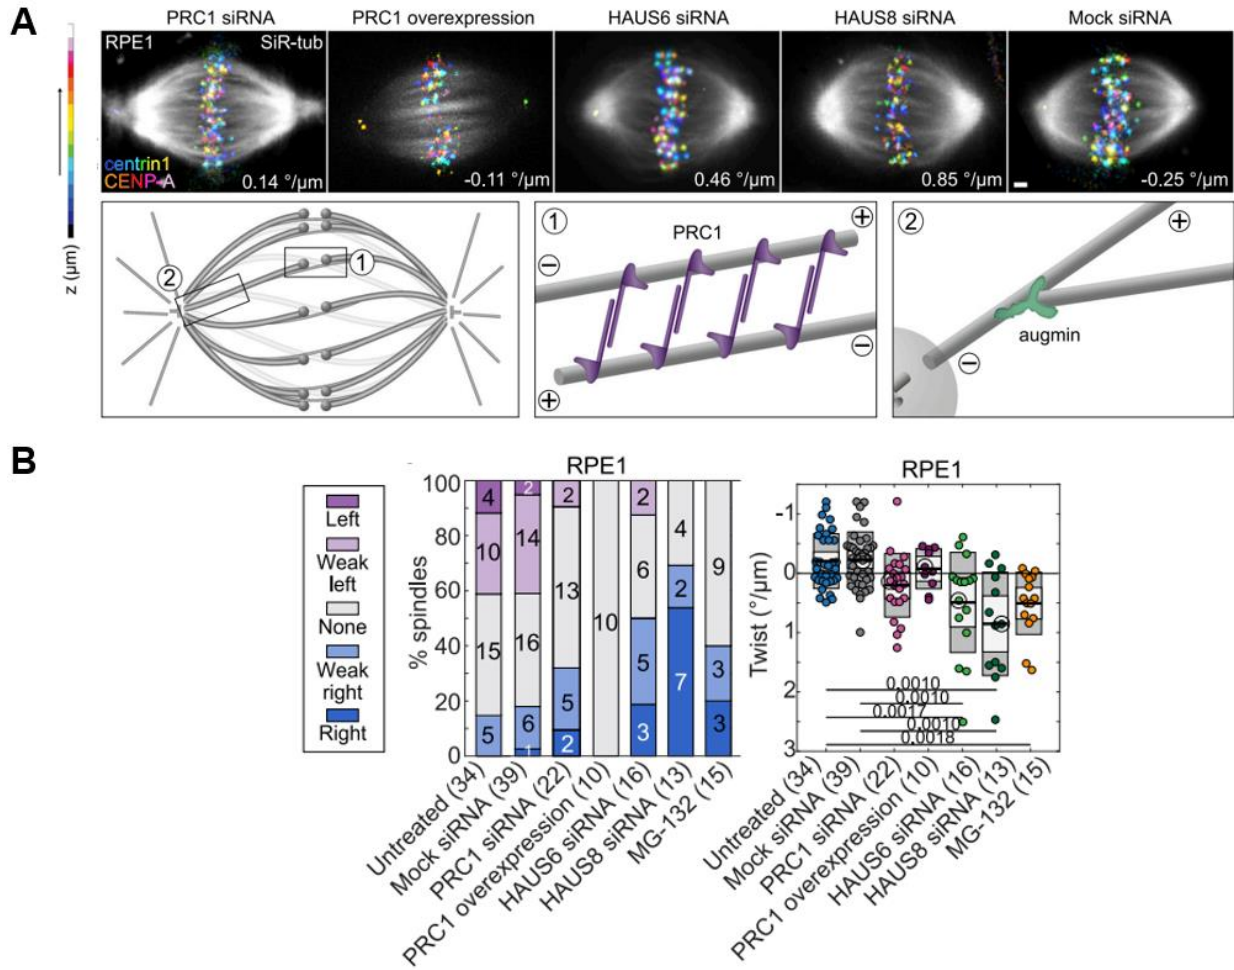 A
PRC1 siRNA
PRC1 overexpression
HAUS6 siRNA
HAUS8 siRNA
Mock siRNA
RPE1
SiR-tub
centrin1
CENP-A
0.14 °/µm
-0.11 °/µm
0.46 °/µm
0.85 °/µm
-0.25 °/µm
z (µm)
2
1
1
PRC1
+
−
−
+
2
+
augmin
−
B
Left
Weak
left
None
Weak
right
Right
RPE1
% spindles
100
80
60
40
20
0
4
10
15
5
2
14
16
6
1
2
13
5
2
10
2
6
5
3
4
2
7
9
3
3
Untreated (34)
Mock siRNA (39)
PRC1 siRNA (22)
PRC1 overexpression (10)
HAUS6 siRNA (16)
HAUS8 siRNA (13)
MG-132 (15)
RPE1
Twist (°/µm)
-1
0
1
2
3
0.0010
0.0010
0.0017
0.0010
0.0018
Untreated (34)
Mock siRNA (39)
PRC1 siRNA (22)
PRC1 overexpression (10)
HAUS6 siRNA (16)
HAUS8 siRNA (13)
MG-132 (15)